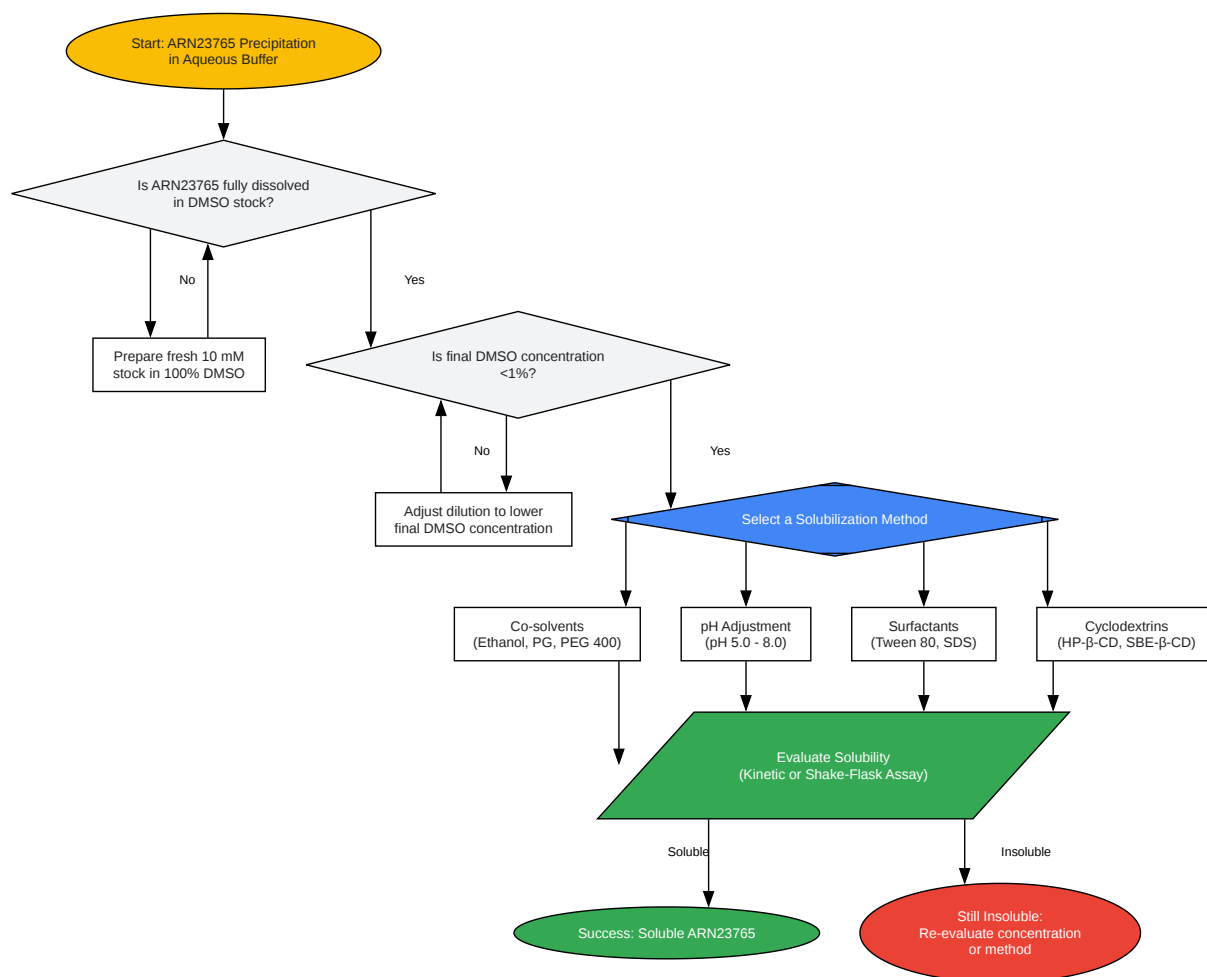 Start: ARN23765 Precipitation
in Aqueous Buffer
Is ARN23765 fully dissolved
in DMSO stock?
No
Yes
Prepare fresh 10 mM
stock in 100% DMSO
Is final DMSO concentration
<1%?
No
Yes
Adjust dilution to lower
final DMSO concentration
Select a Solubilization Method
Co-solvents
(Ethanol, PG, PEG 400)
pH Adjustment
(pH 5.0 - 8.0)
Surfactants
(Tween 80, SDS)
Cyclodextrins
(HP-β-CD, SBE-β-CD)
Evaluate Solubility
(Kinetic or Shake-Flask Assay)
Soluble
Insoluble
Success: Soluble ARN23765
Still Insoluble:
Re-evaluate concentration
or method